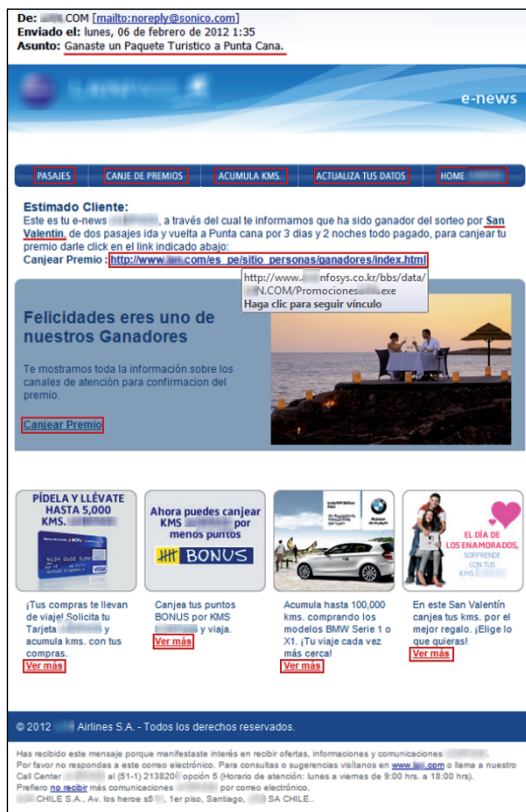 De: .COM [mailto:noreply@sonico.com]
Enviado el: lunes, 06 de febrero de 2012 1:35
Asunto: Ganaste un Paquete Turistico a Punta Cana.
e-news
PASAJES CANJE DE PREMIOS ACUMULA KMS. ACTUALIZA TUS DATOS HOME
Estimado Cliente:
Este es tu e-news , a través del cual te informamos que ha sido ganador del sorteo por San
Valentin, de dos pasajes ida y vuelta a Punta cana por 3 dias y 2 noches todo pagado, para canjear tu
premio darle click en el link indicado abajo:
Canjear Premio : http://www. .com/es_pe/sitio_personas/ganadores/index.html
http://www. nfosys.co.kr/bbs/data/
N.COM/Promociones .exe
Haga clic para seguir vínculo
Felicidades eres uno de
nuestros Ganadores
Te mostramos toda la información sobre los
canales de atención para confirmacion del
premio.
Canjear Premio
PÍDELA Y LLÉVATE
HASTA 5,000
KMS.
VISA
¡Tus compras te llevan
de viaje! Solicita tu
Tarjeta y
acumula kms. con tus
compras.
Ver más
Ahora puedes canjear
KMS por
menos puntos
BONUS
Canjea tus puntos
BONUS por KMS
y viaja.
Ver más
Acumula hasta 100,000
kms. comprando los
modelos BMW Serie 1 o
X1. ¡Tu viaje cada vez
más cerca!
Ver más
EL DÍA DE
LOS ENAMORADOS,
SORPRENDE
CON TUS
KMS
En este San Valentín
canjea tus kms. por el
mejor regalo. ¡Elige lo
que quieras!
Ver más
© 2012 Airlines S.A. - Todos los derechos reservados.
Has recibido este mensaje porque manifestaste interés en recibir ofertas, informaciones y comunicaciones .
Por favor no respondas a este correo electrónico. Para consultas o sugerencias visítanos en www. .com o llama a nuestro
Call Center al (51-1) 213820 opción 5 (Horario de atención: lunes a viernes de 9:00 hrs. a 18:00 hrs).
Prefiero no recibir más comunicaciones por correo electrónico.
CHILE S.A., Av. los heroe s5 , 1er piso, Santiago, SA CHILE..